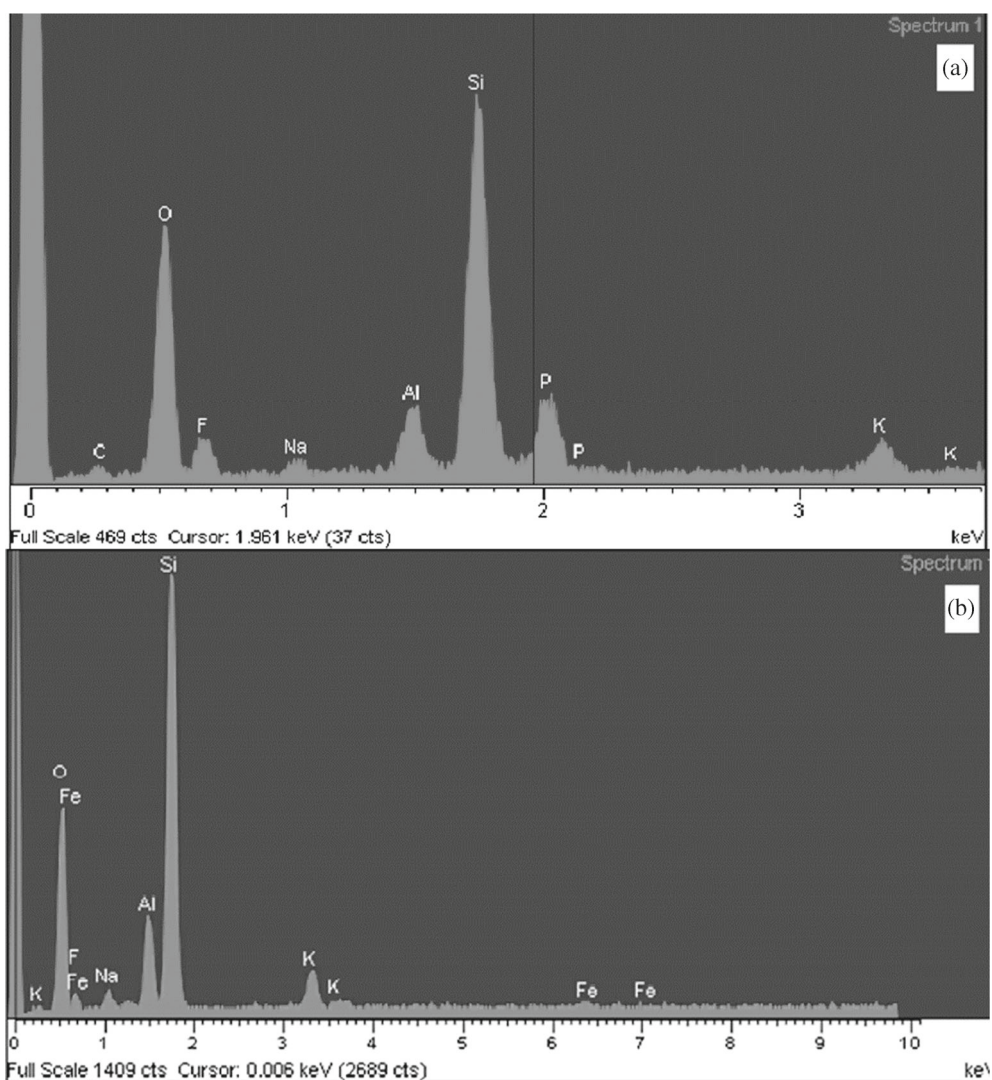 Spectrum 1
(a)
Si
O
Al
F
Na
C
P
P
K
K
0 1 2 3
Full Scale 469 cts Cursor: 1.961 keV (37 cts) keV
Spectrum
(b)
Si
O
Fe
Al
F
Fe
Na
K
K
K
Fe Fe
0 1 2 3 4 5 6 7 8 9 10
Full Scale 1409 cts Cursor: 0.006 keV (2689 cts) keV